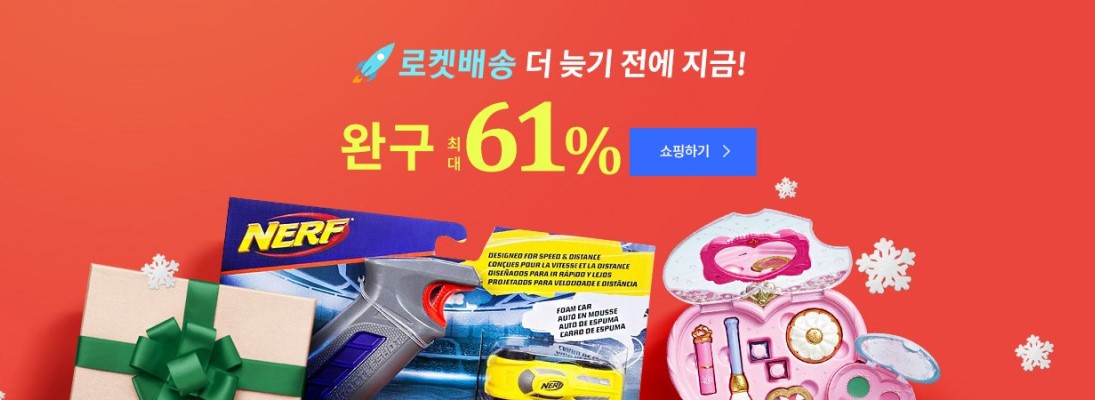 로켓배송 더 늦기 전에 지금!
완구 최대 61%
쇼핑하기
NERF
DESIGNED FOR SPEED & DISTANCE
CONÇUES POUR LA VITESSE ET LA DISTANCE
DISEÑADOS PARA IR RÁPIDO Y LEJOS
PROJETADOS PARA VELOCIDADE E DISTÂNCIA
FOAM CAR
AUTO EN MOUSSE
AUTO DE ESPUMA
CARRO DE ESPUMA
NERF